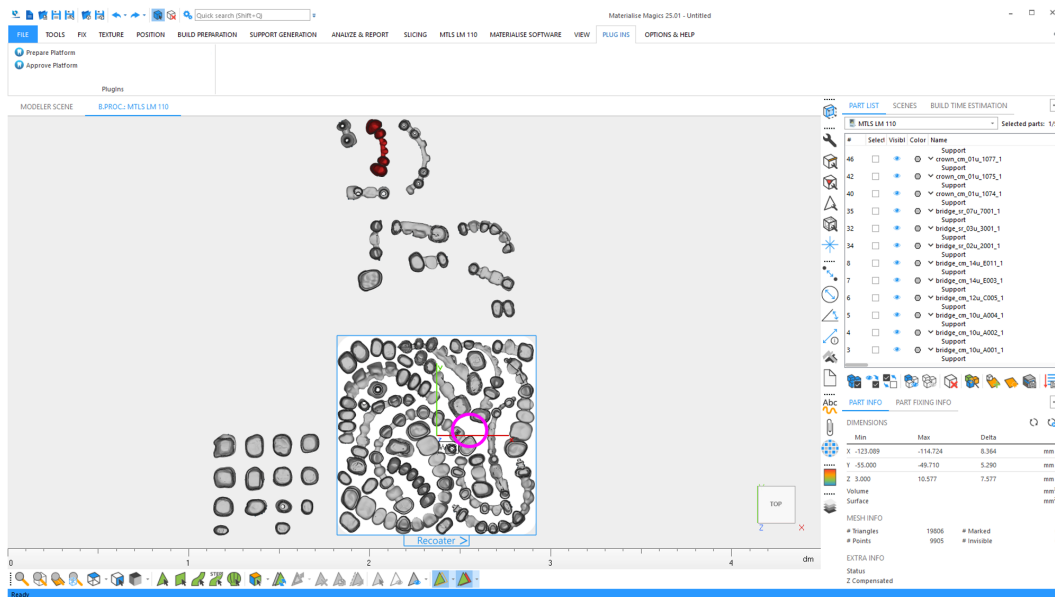 Quick search (Shift+Q)
Materialise Magics 25.01 - Untitled
FILE TOOLS FIX TEXTURE POSITION BUILD PREPARATION SUPPORT GENERATION ANALYZE & REPORT SLICING MTLS LM 110 MATERIALISE SOFTWARE VIEW PLUG INS OPTIONS & HELP
Prepare Platform
Approve Platform
PlugIns
MODELER SCENE B.PROC.: MTLS LM 110
PART LIST SCENES BUILD TIME ESTIMATION
MTLS LM 110 Selected parts: 1/
# Select Visibl Color Name
Support
46 crown_cm_01u_1077_1
Support
42 crown_cm_01u_1075_1
Support
40 crown_cm_01u_1074_1
Support
35 bridge_sr_07u_7001_1
Support
32 bridge_sr_03u_3001_1
Support
34 bridge_sr_02u_2001_1
Support
8 bridge_cm_14u_E011_1
Support
7 bridge_cm_14u_E003_1
Support
6 bridge_cm_12u_C005_1
Support
5 bridge_cm_10u_A004_1
Support
4 bridge_cm_10u_A002_1
Support
3 bridge_cm_10u_A001_1
Support
Abc
PART INFO PART FIXING INFO
DIMENSIONS
Min Max Delta
X -123.089 -114.724 8.364 mm
Y -55.000 -49.710 5.290 mm
Z 3.000 10.577 7.577 mm
Volume mm
Surface mm
MESH INFO
# Triangles 19806 # Marked
# Points 9905 # Invisible
EXTRA INFO
Status
Z Compensated
TOP
Z X
Recoater >
0 1 2 3 4 dm
STEP
Ready